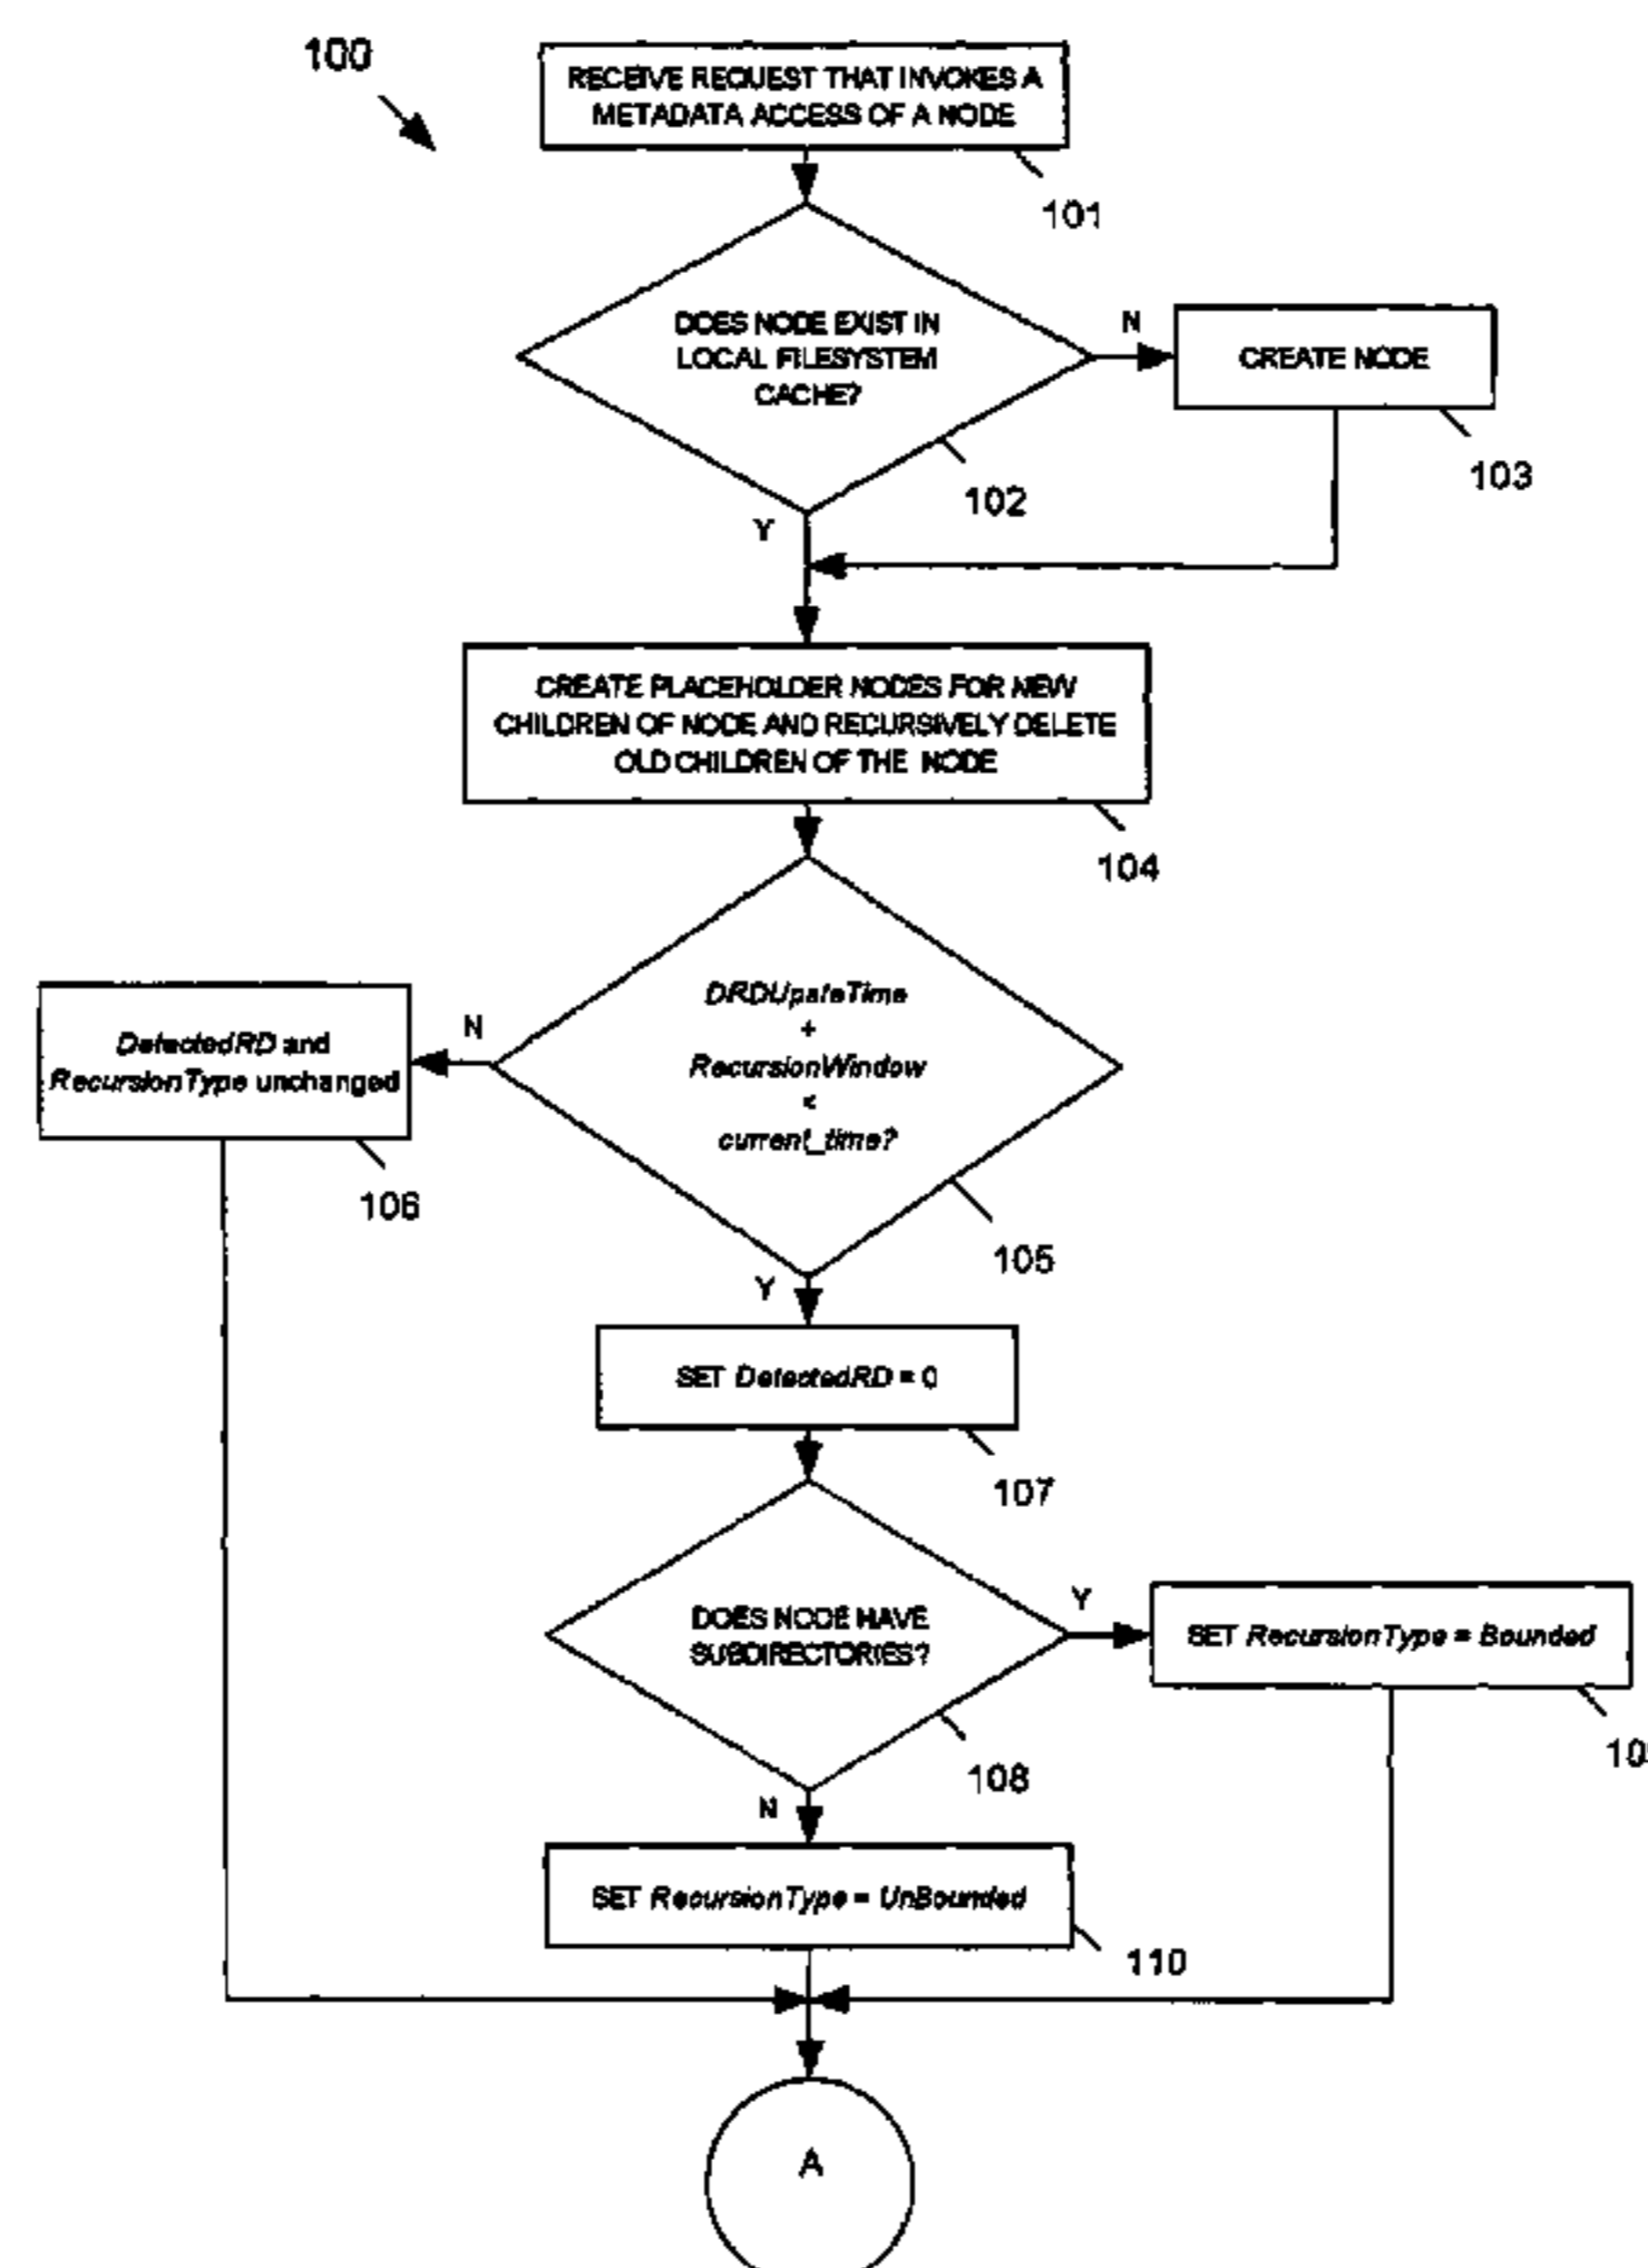 100
RECEIVE REQUEST THAT INVOKES A
METADATA ACCESS OF A NODE
101
DOES NODE EXIST IN
LOCAL FILESYSTEM
CACHE?
N
CREATE NODE
102
103
Y
CREATE PLACEHOLDER NODES FOR NEW
CHILDREN OF NODE AND RECURSIVELY DELETE
OLD CHILDREN OF THE NODE
104
DRDUpateTime
+
RecursionWindow
<
current_time?
N
DetectedRD and
RecursionType unchanged
106
105
Y
SET DetectedRD = 0
107
DOES NODE HAVE
SUBDIRECTORIES?
Y
SET RecursionType = Bounded
108
10
N
SET RecursionType = UnBounded
110
A